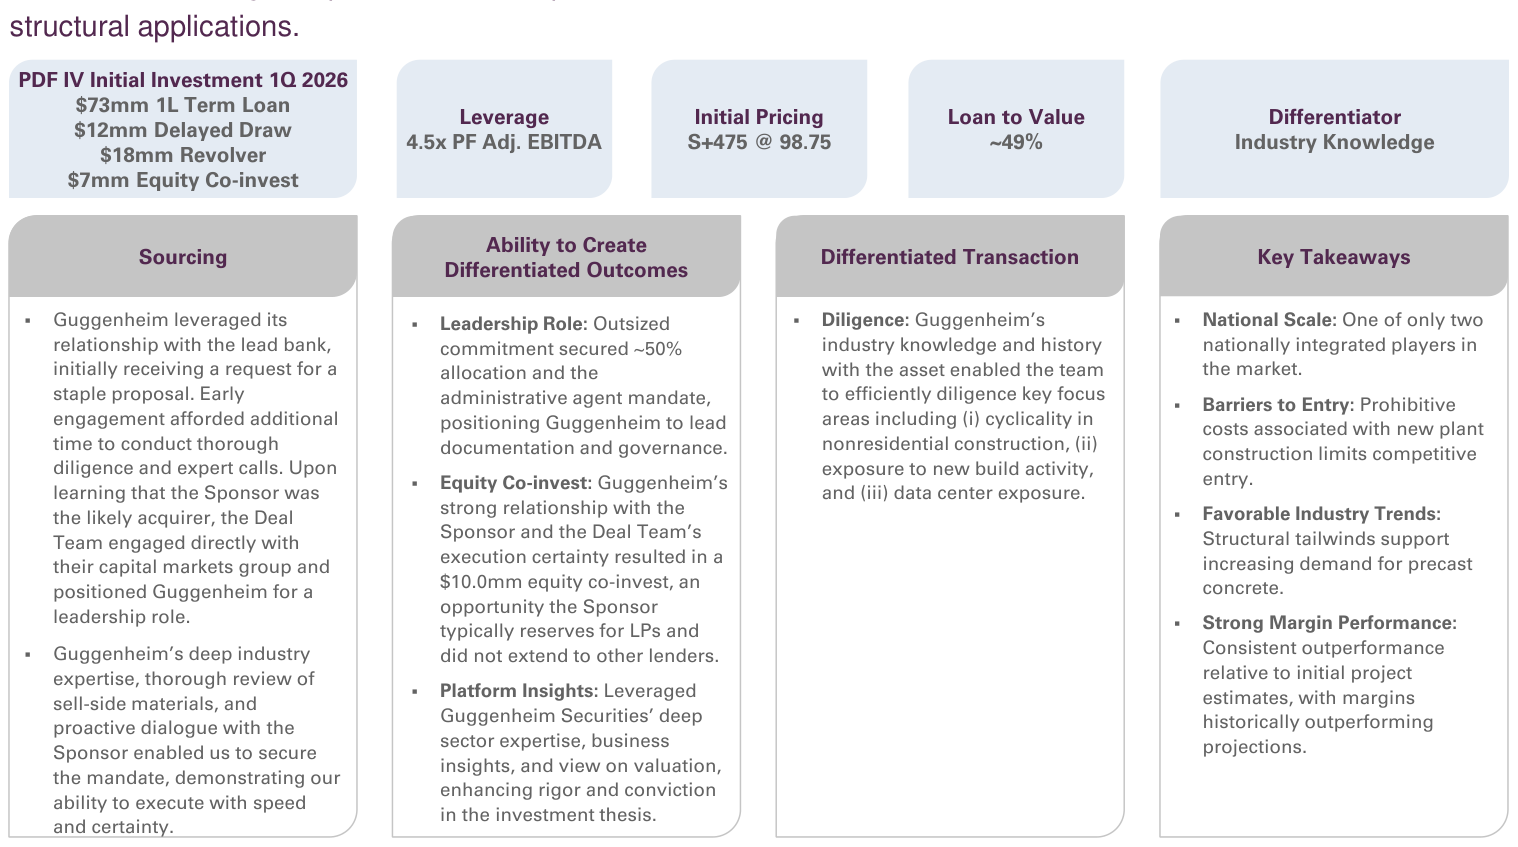 structural applications.
PDF IV Initial Investment 1Q 2026
$73mm 1L Term Loan
$12mm Delayed Draw
$18mm Revolver
$7mm Equity Co-invest
Leverage
4.5x PF Adj. EBITDA
Initial Pricing
S+475 @ 98.75
Loan to Value
~49%
Differentiator
Industry Knowledge
Sourcing
▪ Guggenheim leveraged its
relationship with the lead bank,
initially receiving a request for a
staple proposal. Early
engagement afforded additional
time to conduct thorough
diligence and expert calls. Upon
learning that the Sponsor was
the likely acquirer, the Deal
Team engaged directly with
their capital markets group and
positioned Guggenheim for a
leadership role.
▪ Guggenheim’s deep industry
expertise, thorough review of
sell-side materials, and
proactive dialogue with the
Sponsor enabled us to secure
the mandate, demonstrating our
ability to execute with speed
and certainty.
Ability to Create
Differentiated Outcomes
▪ Leadership Role: Outsized
commitment secured ~50%
allocation and the
administrative agent mandate,
positioning Guggenheim to lead
documentation and governance.
▪ Equity Co-invest: Guggenheim’s
strong relationship with the
Sponsor and the Deal Team’s
execution certainty resulted in a
$10.0mm equity co-invest, an
opportunity the Sponsor
typically reserves for LPs and
did not extend to other lenders.
▪ Platform Insights: Leveraged
Guggenheim Securities’ deep
sector expertise, business
insights, and view on valuation,
enhancing rigor and conviction
in the investment thesis.
Differentiated Transaction
▪ Diligence: Guggenheim’s
industry knowledge and history
with the asset enabled the team
to efficiently diligence key focus
areas including (i) cyclicality in
nonresidential construction, (ii)
exposure to new build activity,
and (iii) data center exposure.
Key Takeaways
▪ National Scale: One of only two
nationally integrated players in
the market.
▪ Barriers to Entry: Prohibitive
costs associated with new plant
construction limits competitive
entry.
▪ Favorable Industry Trends:
Structural tailwinds support
increasing demand for precast
concrete.
▪ Strong Margin Performance:
Consistent outperformance
relative to initial project
estimates, with margins
historically outperforming
projections.